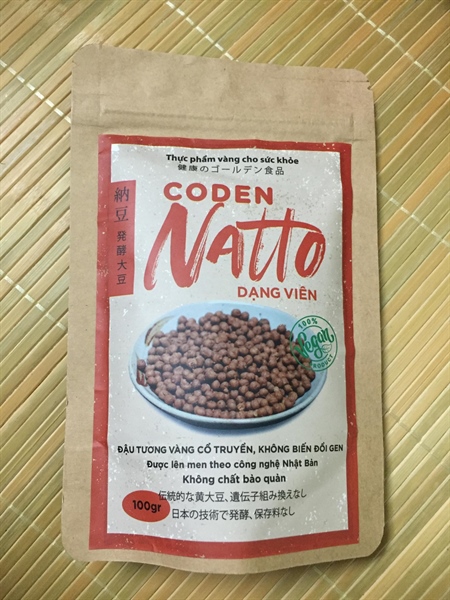 Thực phẩm vàng cho sức khỏe
健康のゴールデン食品
納豆
発酵大豆
CODEN
Natto
DẠNG VIÊN
100%
Vegan
PRODUCT
ĐẬU TƯƠNG VÀNG CỔ TRUYỀN, KHÔNG BIẾN ĐỔI GEN
Được lên men theo công nghệ Nhật Bản
Không chất bảo quản
100gr
伝統的な黄大豆、遺伝子組み換えなし
日本の技術で発酵、保存料なし